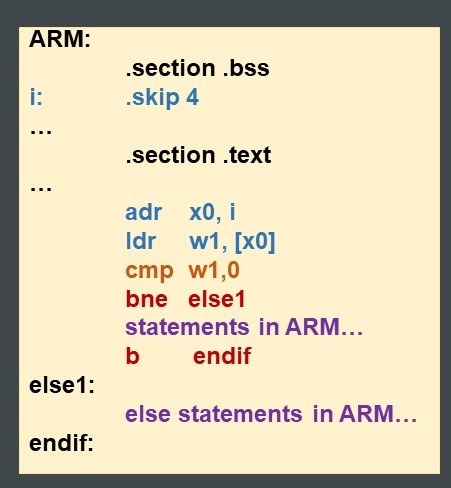 ARM:
.section .bss
i: .skip 4
…
.section .text
…
adr x0, i
ldr w1, [x0]
cmp w1,0
bne else1
statements in ARM…
b endif
else1:
else statements in ARM…
endif: